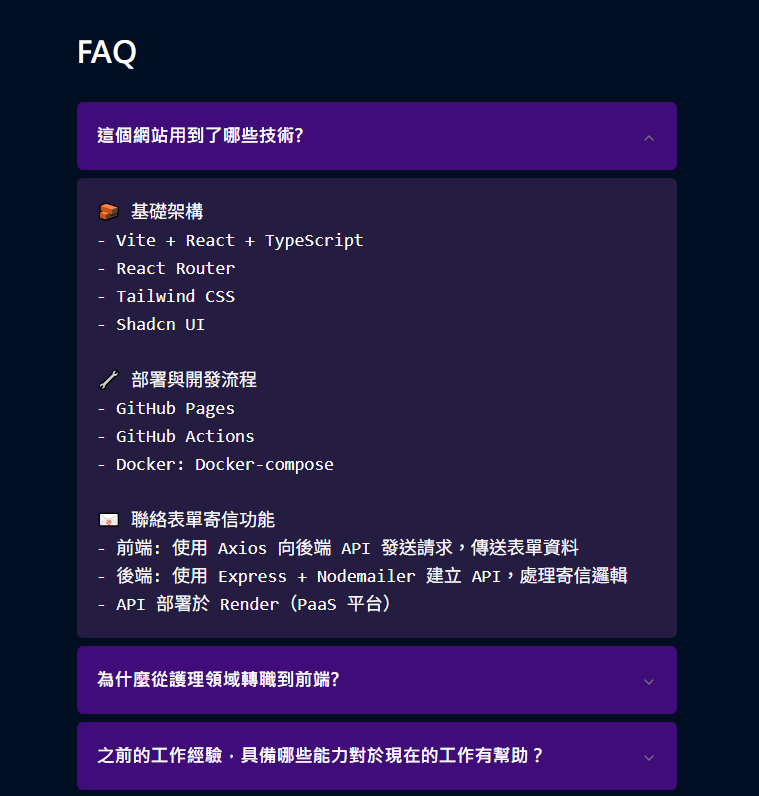 FAQ
這個網站用到了哪些技術?
🧱 基礎架構
- Vite + React + TypeScript
- React Router
- Tailwind CSS
- Shadcn UI
🔧 部署與開發流程
- GitHub Pages
- GitHub Actions
- Docker: Docker-compose
📧 聯絡表單寄信功能
- 前端: 使用 Axios 向後端 API 發送請求，傳送表單資料
- 後端: 使用 Express + Nodemailer 建立 API，處理寄信邏輯
- API 部署於 Render（PaaS 平台）
為什麼從護理領域轉職到前端?
之前的工作經驗﹒具備哪些能力對於現在的工作有幫助？